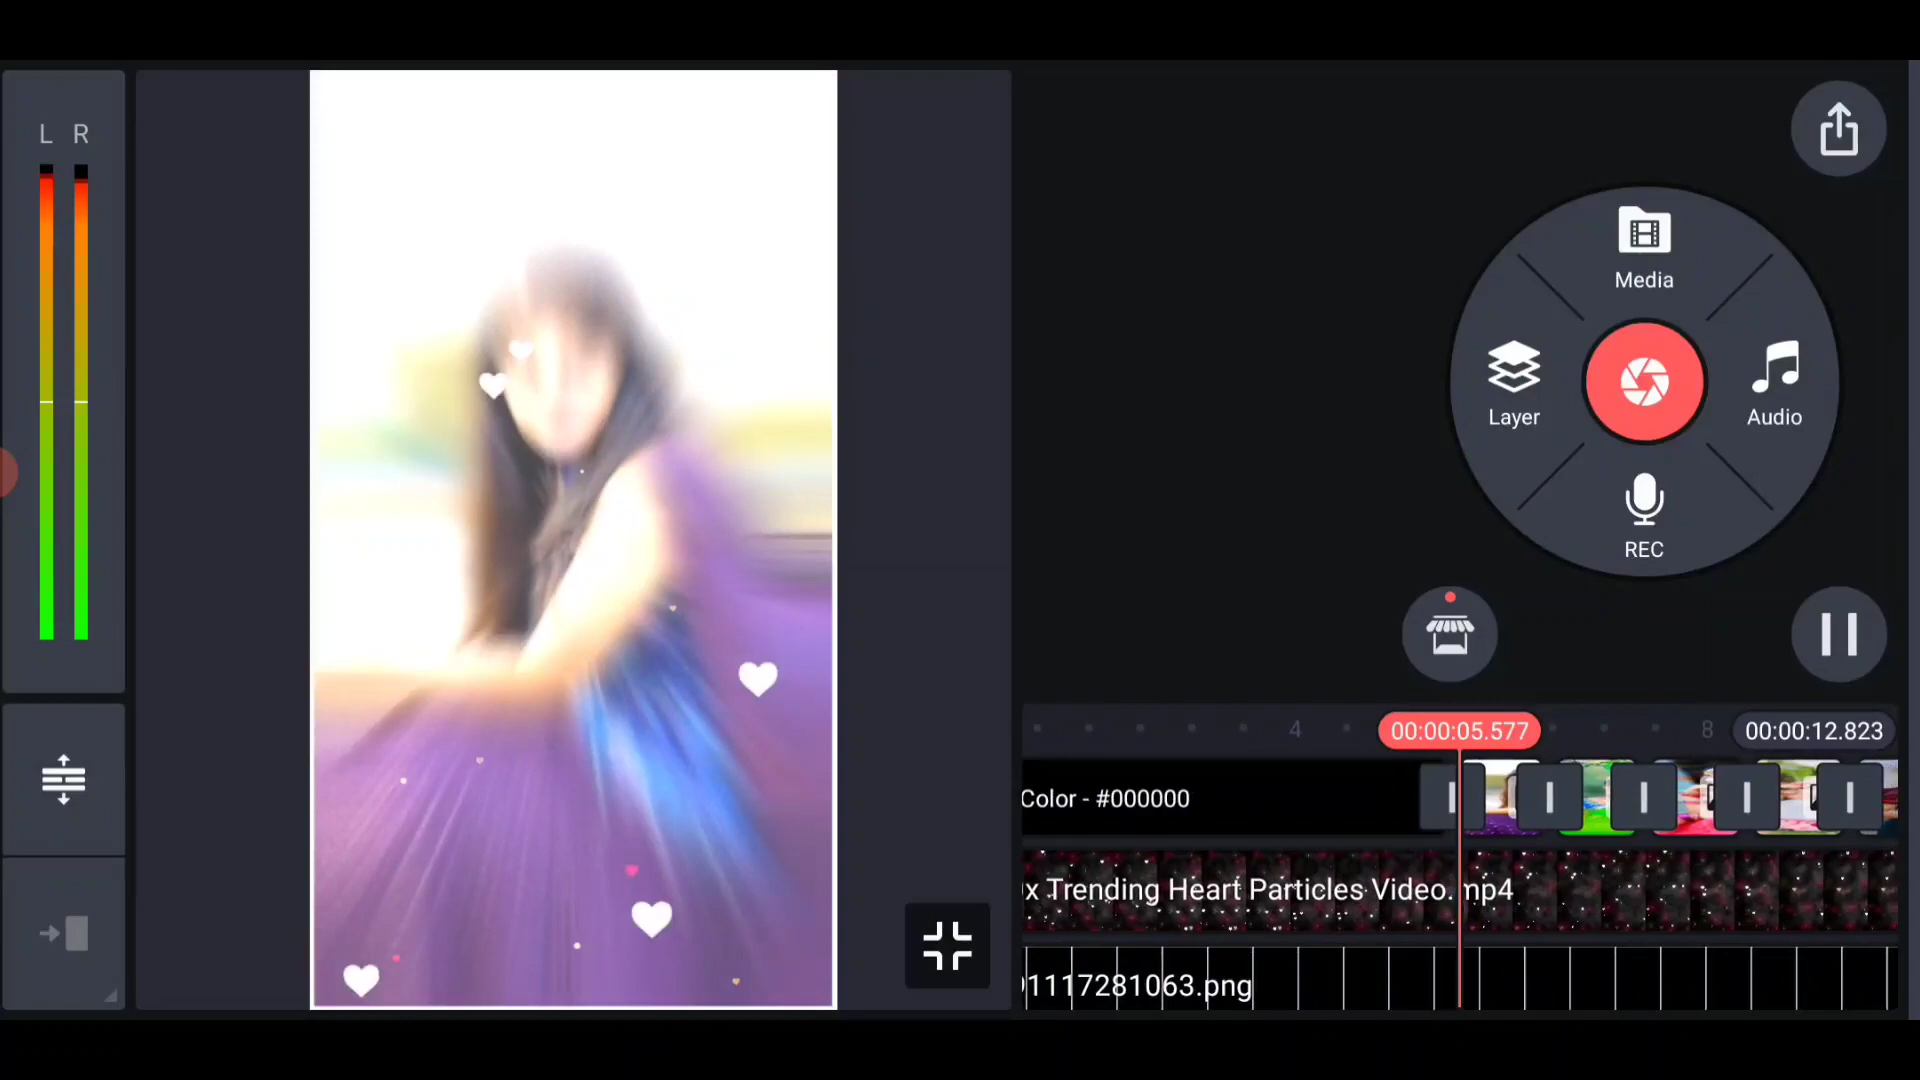 L R
Media
Layer
Audio
REC
4
00:00:05.577
8
00:00:12.823
Color - #000000
x Trending Heart Particles Video.mp4
1117281063.png